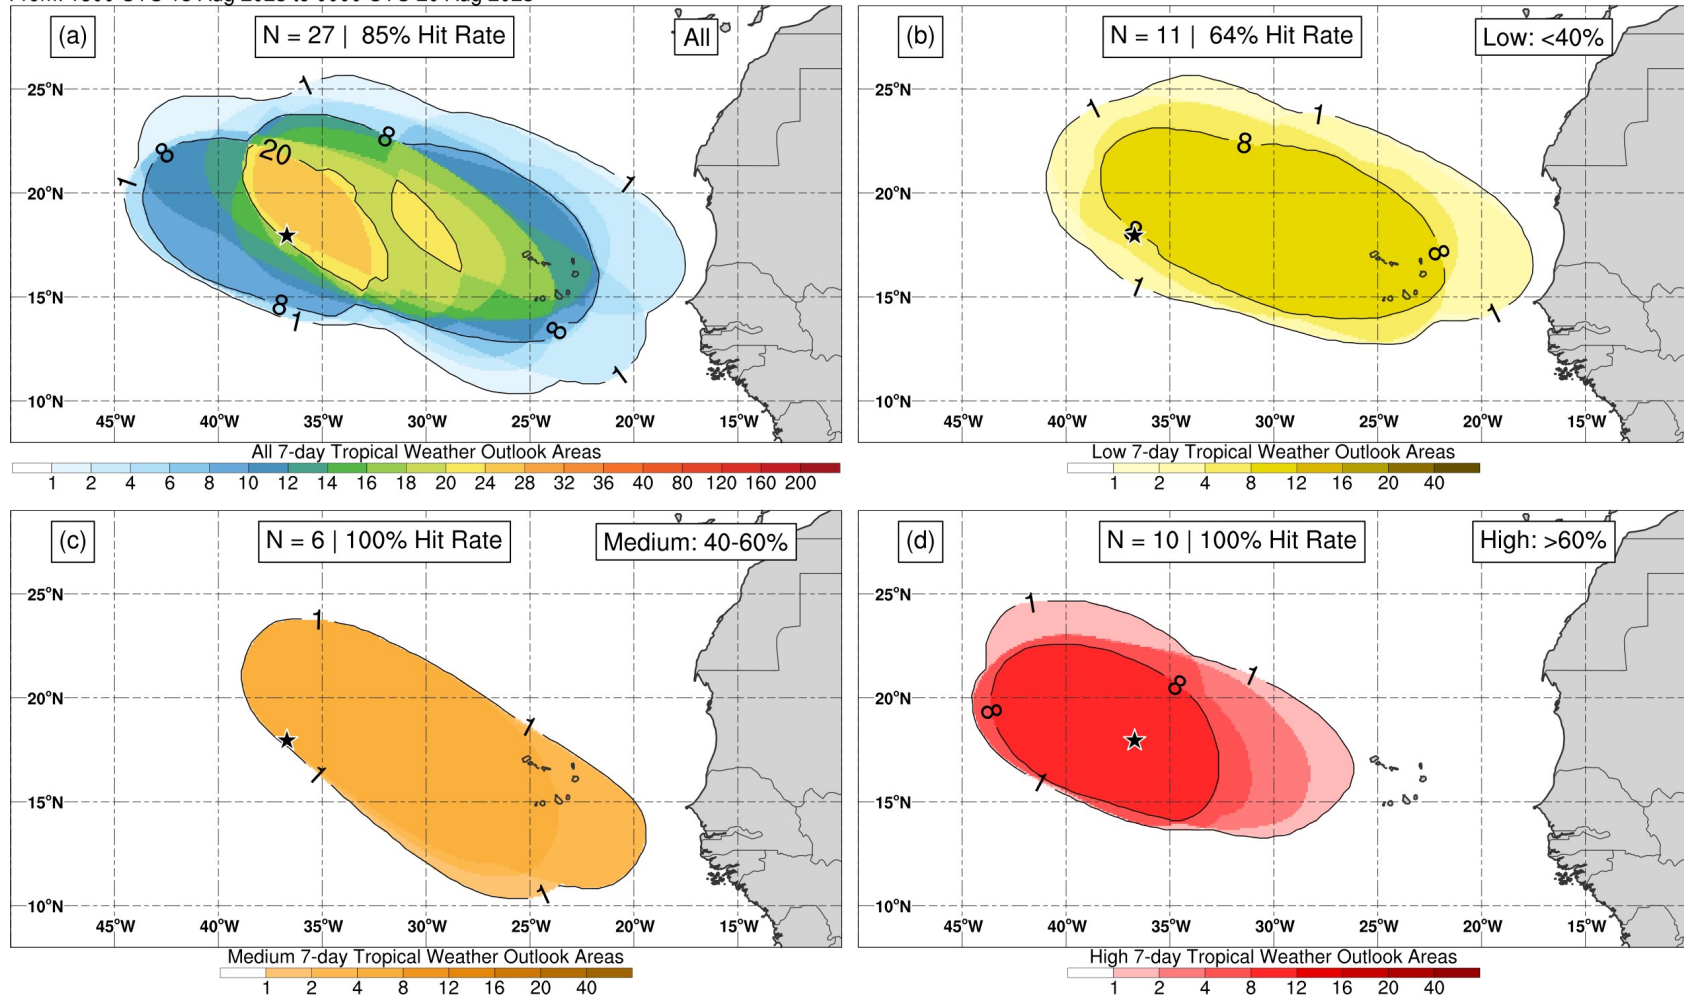 (a)
N = 27 | 85% Hit Rate
All
1
8
8
20
1
1
8
1
8
1
25°N
20°N
15°N
10°N
45°W 40°W 35°W 30°W 25°W 20°W 15°W
All 7-day Tropical Weather Outlook Areas
1 2 4 6 8 10 12 14 16 18 20 24 28 32 36 40 80 120 160 200
(b)
N = 11 | 64% Hit Rate
Low: <40%
1
1
8
8
8
1
1
25°N
20°N
15°N
10°N
45°W 40°W 35°W 30°W 25°W 20°W 15°W
Low 7-day Tropical Weather Outlook Areas
1 2 4 8 12 16 20 40
(c)
N = 6 | 100% Hit Rate
Medium: 40-60%
1
1
1
1
25°N
20°N
15°N
10°N
45°W 40°W 35°W 30°W 25°W 20°W 15°W
Medium 7-day Tropical Weather Outlook Areas
1 2 4 8 12 16 20 40
(d)
N = 10 | 100% Hit Rate
High: >60%
1
1
8
8
1
25°N
20°N
15°N
10°N
45°W 40°W 35°W 30°W 25°W 20°W 15°W
High 7-day Tropical Weather Outlook Areas
1 2 4 8 12 16 20 40